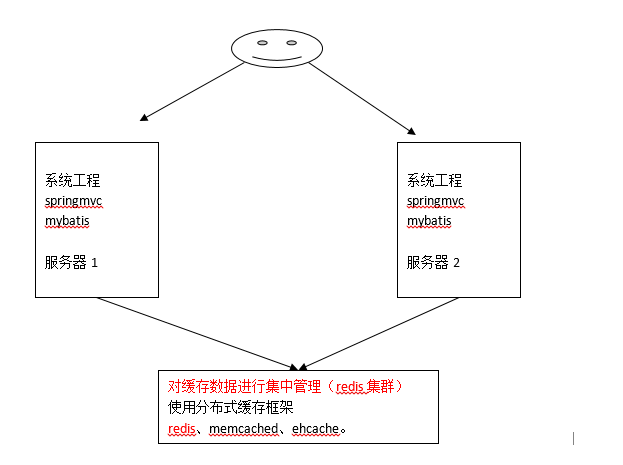 系统工程
springmvc
mybatis
服务器 1
系统工程
springmvc
mybatis
服务器 2
对缓存数据进行集中管理（redis 集群）
使用分布式缓存框架
redis、memcached、ehcache。